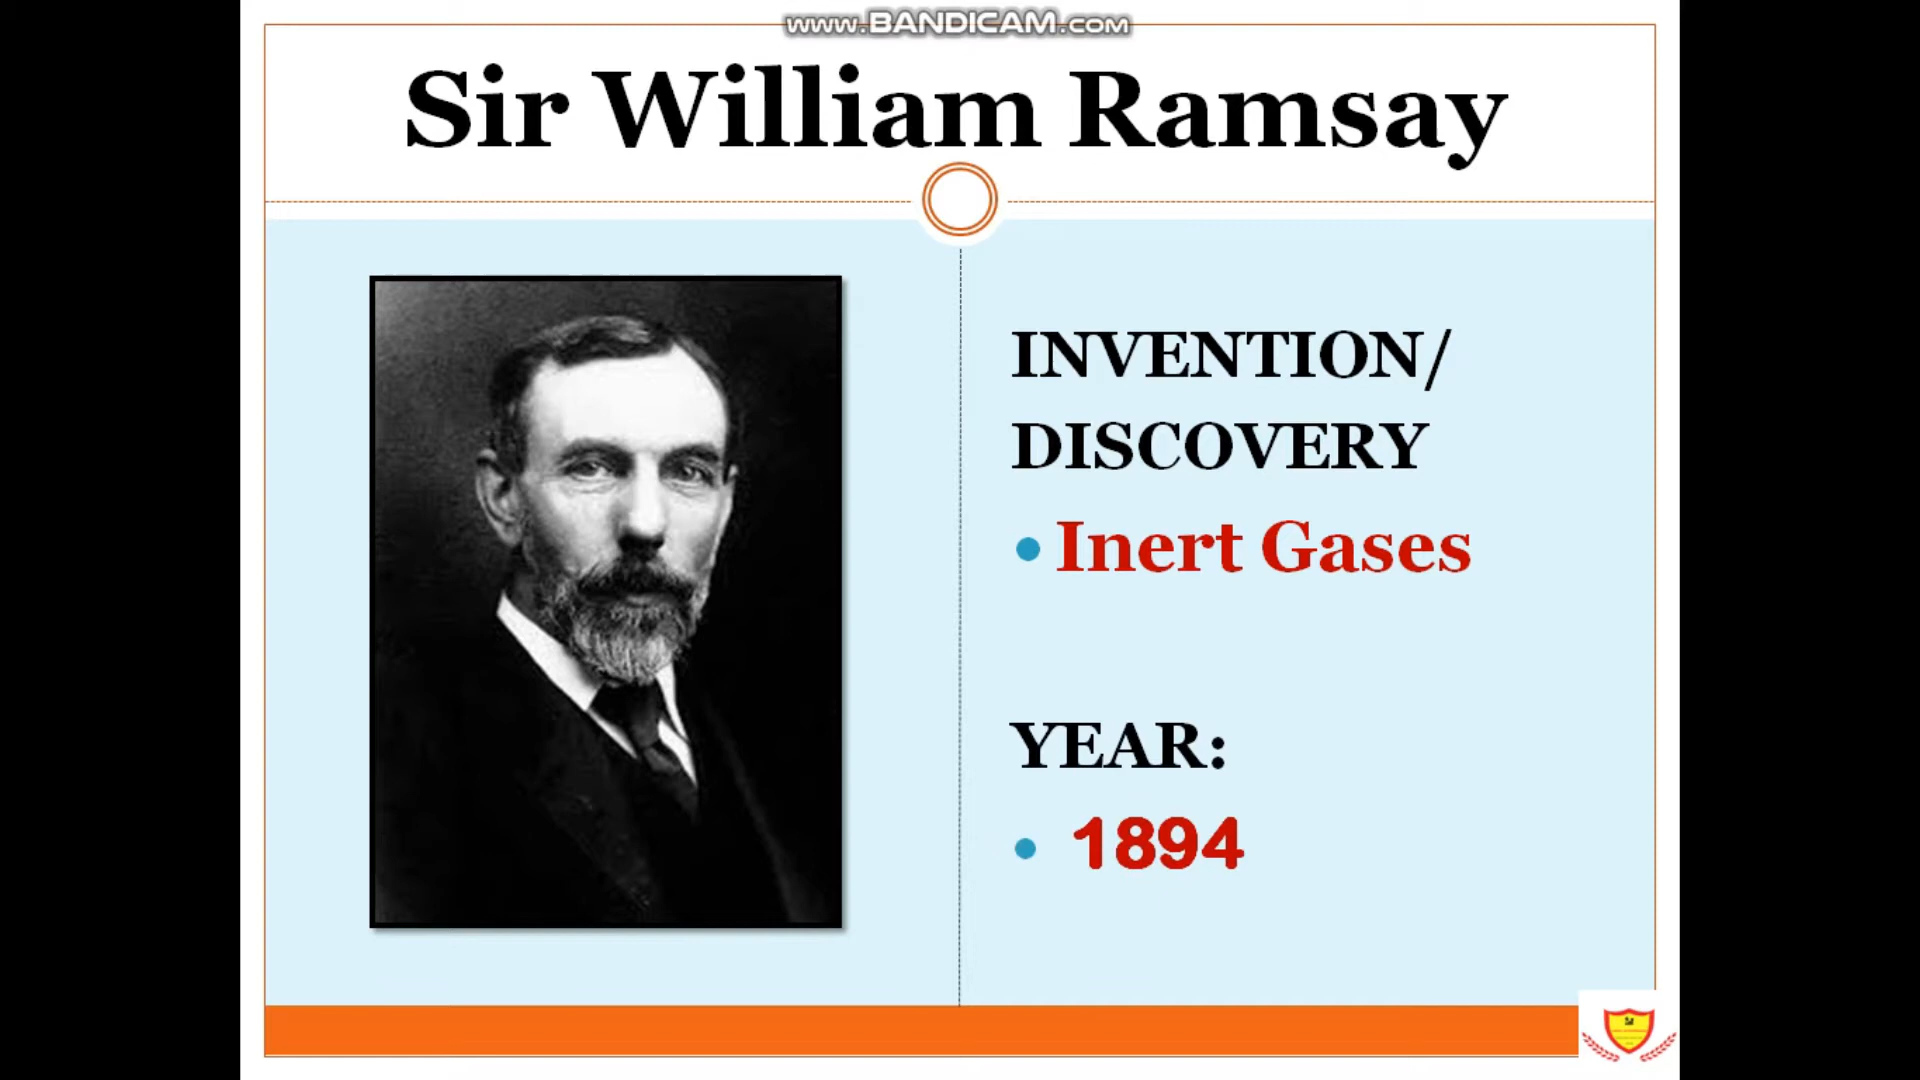 www.BANDICAM.com
Sir William Ramsay
INVENTION/
DISCOVERY
• Inert Gases
YEAR:
• 1894